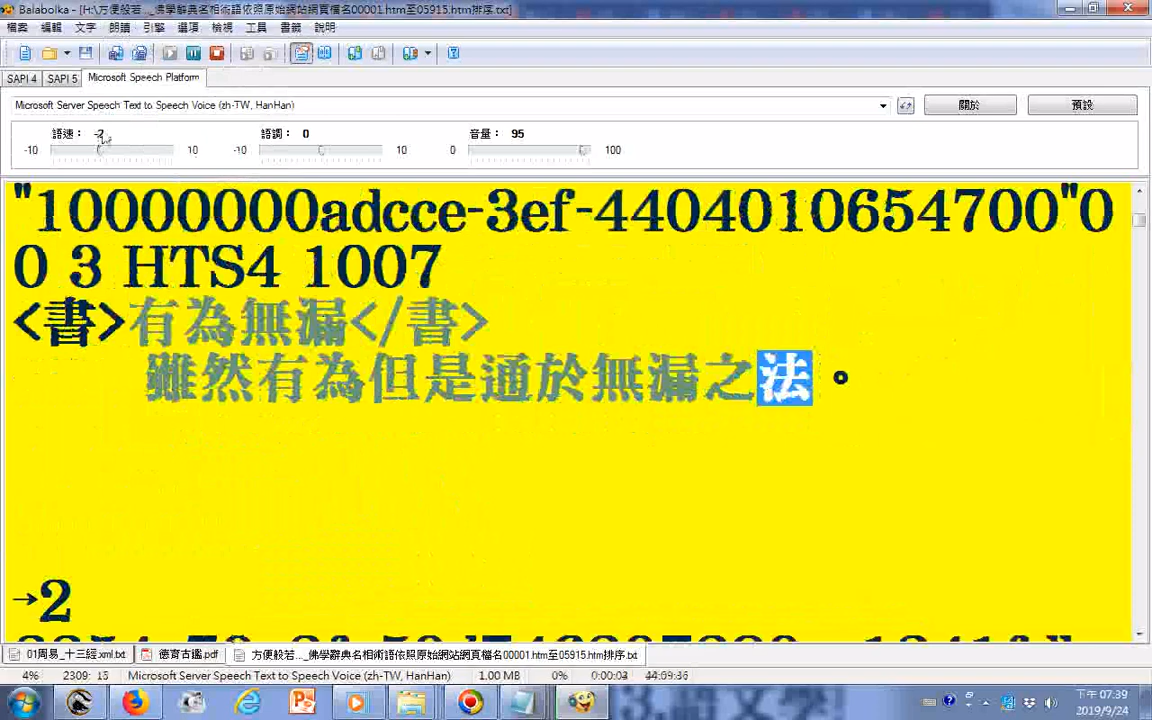 Balabolka - [H:\方便般若..._佛學辭典名相術語依照原始網站網頁檔名00001.htm至05915.htm排序.txt]
檔案 編輯 文字 朗讀 引擎 選項 檢視 工具 書籤 說明
SAPI 4 SAPI 5 Microsoft Speech Platform
Microsoft Server Speech Text to Speech Voice (zh-TW, HanHan) 關於 預設
語速： -2 語調： 0 音量： 95
-10 10 -10 10 0 100
"10000000adcce-3ef-4404010654700"0
0 3 HTS4 1007
<書>有為無漏</書>
雖然有為但是通於無漏之法。
→2
01周易_十三經.xml.txt 德育古鑑.pdf 方便般若..._佛學辭典名相術語依照原始網站網頁檔名00001.htm至05915.htm排序.txt
4% 2309: 15 Microsoft Server Speech Text to Speech Voice (zh-TW, HanHan) 1.00 MB 0% 0:00:03
下午 07:39
2019/9/24